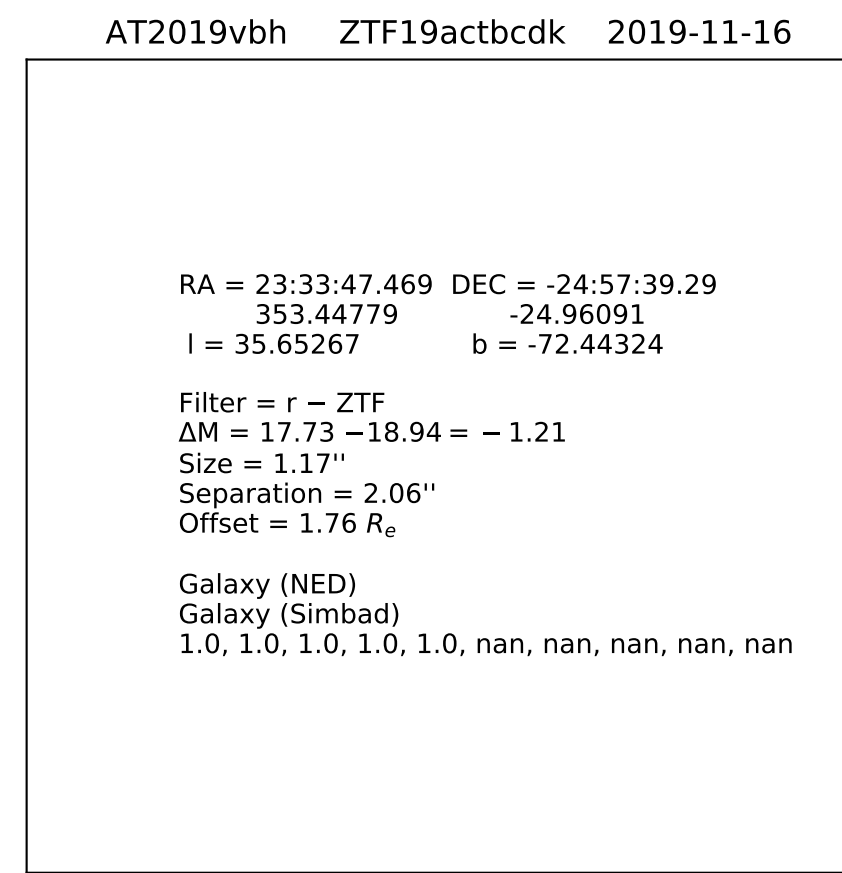 AT2019vbh ZTF19actbcdk 2019-11-16
RA = 23:33:47.469 DEC = -24:57:39.29
353.44779 -24.96091
l = 35.65267 b = -72.44324
Filter = r − ZTF
ΔM = 17.73 −18.94 = − 1.21
Size = 1.17''
Separation = 2.06''
Offset = 1.76 Rₑ
Galaxy (NED)
Galaxy (Simbad)
1.0, 1.0, 1.0, 1.0, 1.0, nan, nan, nan, nan, nan